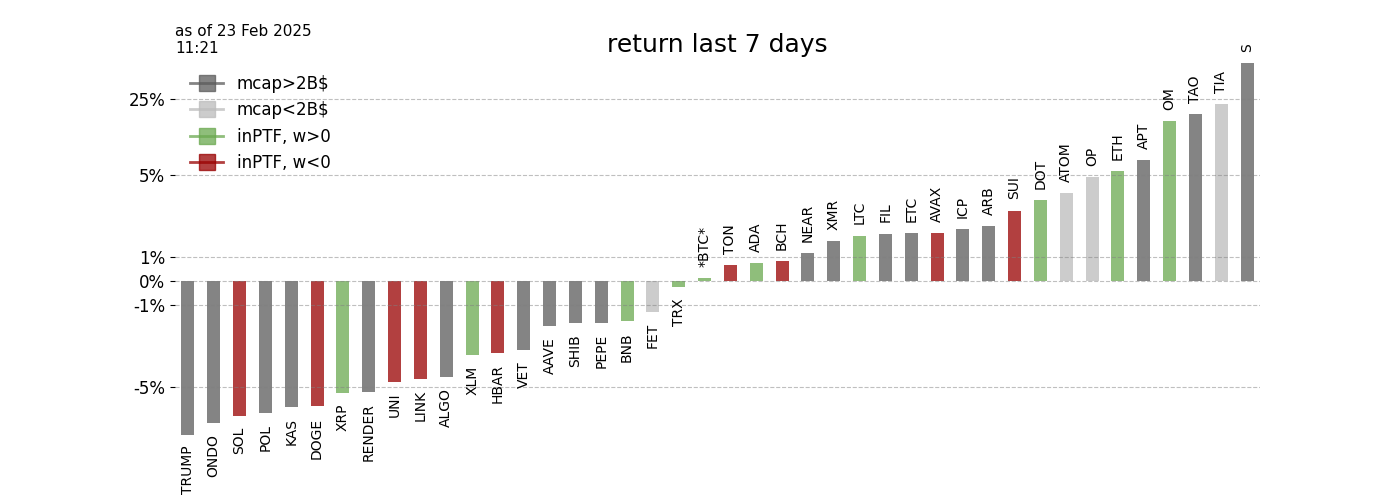 as of 23 Feb 2025
11:21
return last 7 days
mcap>2B$
mcap<2B$
inPTF, w>0
inPTF, w<0
25%
5%
1%
0%
-1%
-5%
TRUMP
ONDO
SOL
POL
KAS
DOGE
XRP
RENDER
UNI
LINK
ALGO
XLM
HBAR
VET
AAVE
SHIB
PEPE
BNB
FET
TRX
*BTC*
TON
ADA
BCH
NEAR
XMR
LTC
FIL
ETC
AVAX
ICP
ARB
SUI
DOT
ATOM
OP
ETH
APT
OM
TAO
TIA
S